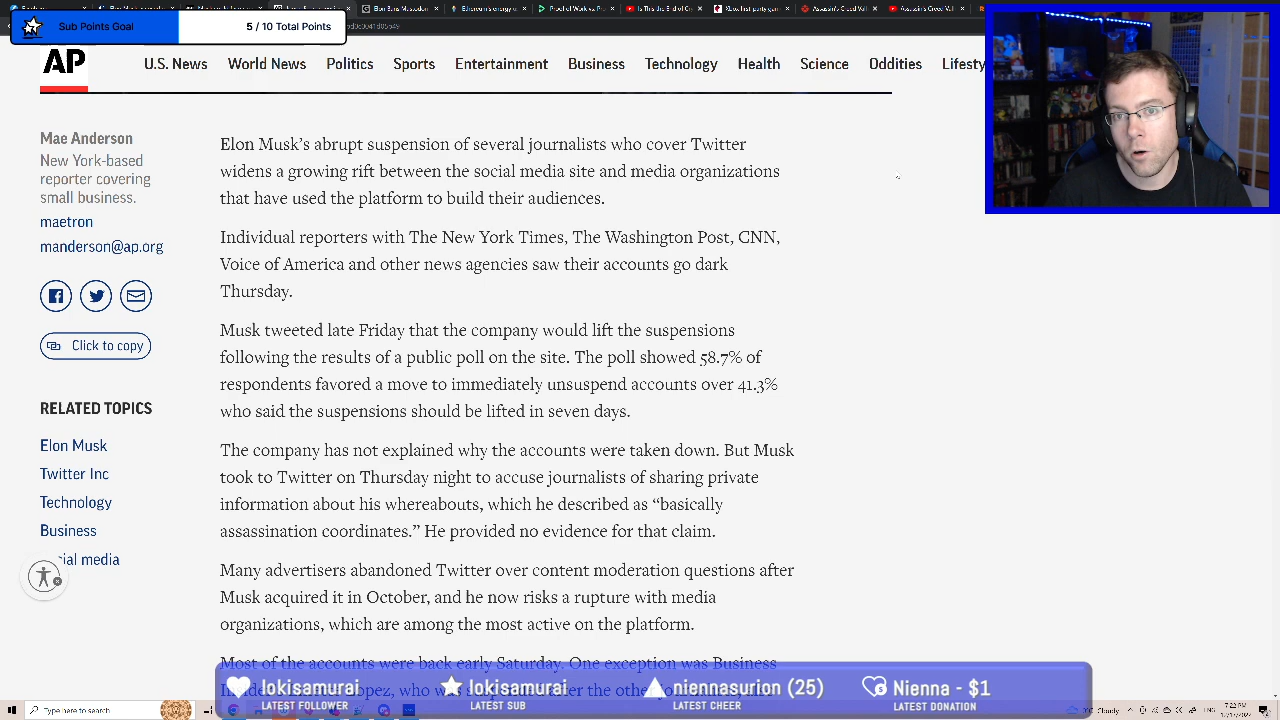 Sub Points Goal
5 / 10 Total Points
AP
U.S. News World News Politics Sports Entertainment Business Technology Health Science Oddities Lifesty
Mae Anderson
New York-based
reporter covering
small business.
maetron
manderson@ap.org
Click to copy
RELATED TOPICS
Elon Musk
Twitter Inc
Technology
Business
ial media
Elon Musk's abrupt suspension of several journalists who cover Twitter
widens a growing rift between the social media site and media organizations
that have used the platform to build their audiences.
Individual reporters with The New York Times, The Washington Post, CNN,
Voice of America and other news agencies saw their accounts go dark
Thursday.
Musk tweeted late Friday that the company would lift the suspensions
following the results of a public poll on the site. The poll showed 58.7% of
respondents favored a move to immediately unsuspend accounts over 41.3%
who said the suspensions should be lifted in seven days.
The company has not explained why the accounts were taken down. But Musk
took to Twitter on Thursday night to accuse journalists of sharing private
information about his whereabouts, which he described as “basically
assassination coordinates.” He provided no evidence for that claim.
Many advertisers abandoned Twitter over content moderation questions after
Musk acquired it in October, and he now risks a rupture with media
organizations, which are among the most active on the platform.
Most of the accounts were back early Saturday. One exception was Business
lokisamurai
LATEST FOLLOWER
lokisamurai
LATEST SUB
niennasurion (25)
LATEST CHEER
Nienna - $1
LATEST DONATION
Type here to search